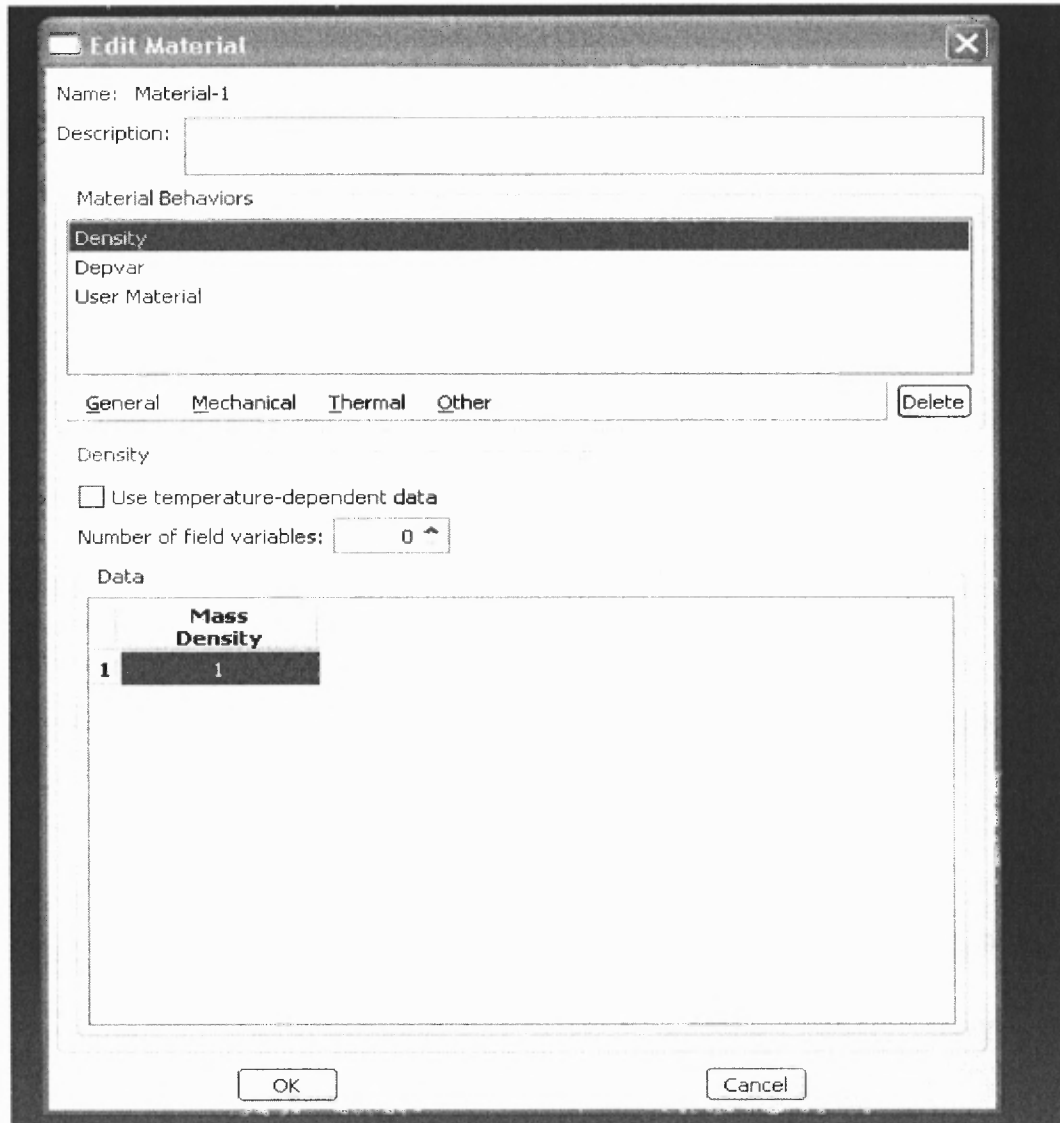 Edit Material
Name: Material-1
Description:
Material Behaviors
Density
Depvar
User Material
General Mechanical Thermal Other Delete
Density
Use temperature-dependent data
Number of field variables: 0
Data
Mass
Density
1 1
OK Cancel